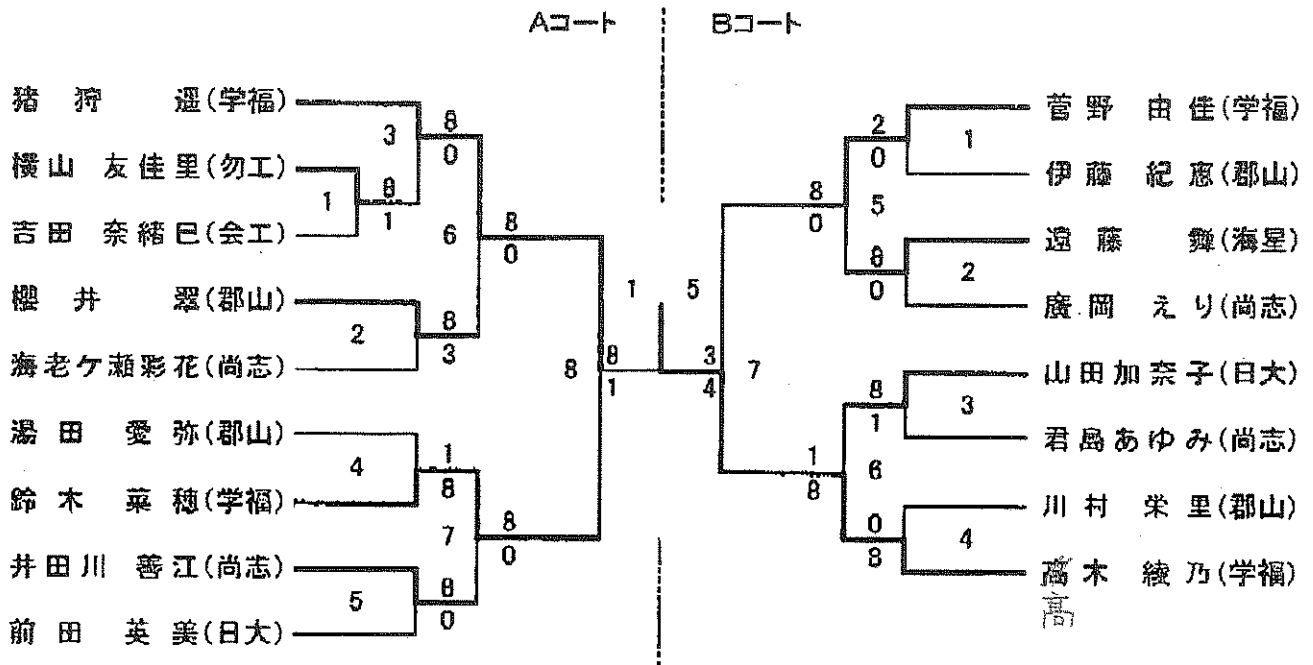 Aコート Bコート
猪狩 遥(学福)
3
8
0
横山 友佳里(勿工)
1
8
1
吉田 奈緒巳(会工)
6
8
0
櫻井 翠(郡山)
2
8
3
海老ケ瀬彩花(尚志)
8
8
1
湯田 愛弥(郡山)
4
1
8
鈴木 菜穂(学福)
7
8
0
井田川 善江(尚志)
5
8
0
前田 英美(日大)
1 5
菅野 由佳(学福)
2
0
1
伊藤 紀恵(郡山)
8
0
5
遠藤 舞(海星)
8
0
2
廣岡 えり(尚志)
3
4
7
山田加奈子(日大)
8
1
3
君島あゆみ(尚志)
1
8
6
川村 栄里(郡山)
0
8
4
高木 綾乃(学福)
高